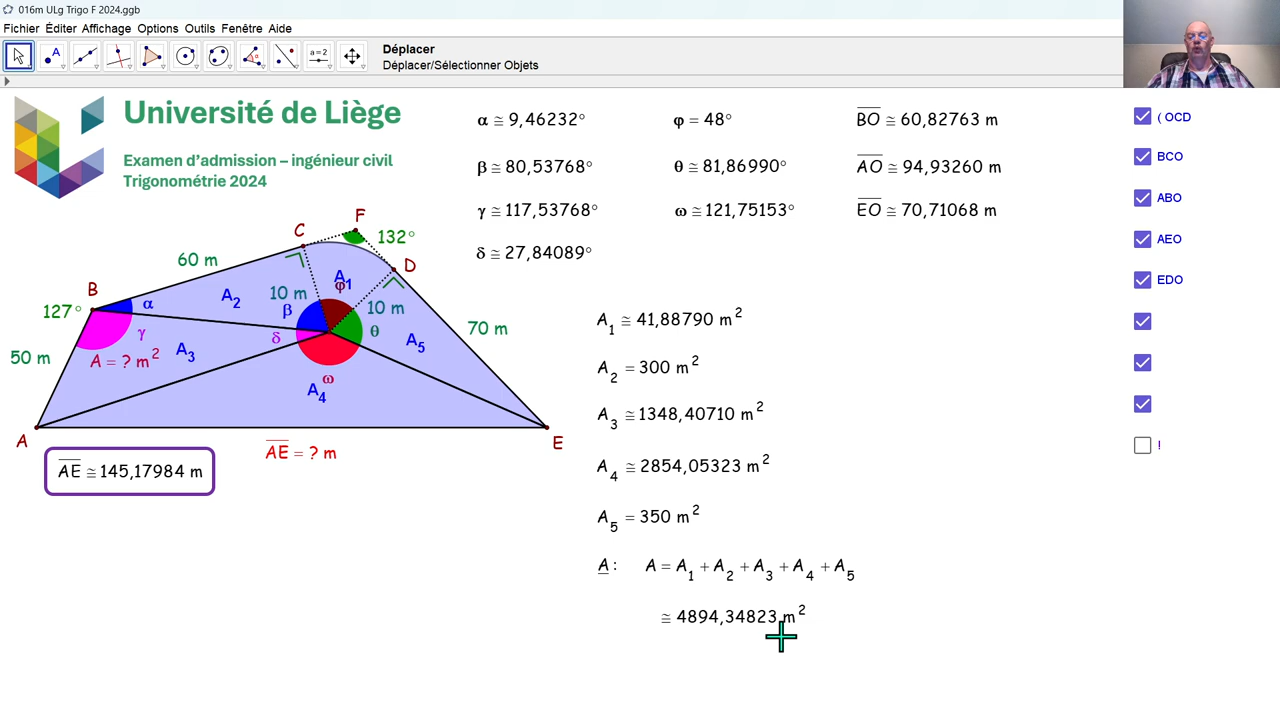 016m ULg Trigo F 2024.ggb
Fichier Éditer Affichage Options Outils Fenêtre Aide
A
a=2
Déplacer
Déplacer/Sélectionner Objets
Université de Liège
Examen d'admission – ingénieur civil
Trigonométrie 2024
α ≅ 9,46232°
φ = 48°
BO ≅ 60,82763 m
β ≅ 80,53768°
θ ≅ 81,86990°
AO ≅ 94,93260 m
γ ≅ 117,53768°
ω ≅ 121,75153°
EO ≅ 70,71068 m
δ ≅ 27,84089°
( OCD
BCO
ABO
AEO
EDO
!
F
C
132°
60 m
D
A₁
φ
B
A₂
10 m
10 m
127°
α
β
θ
70 m
γ
δ
A₅
50 m
A = ? m²
A₃
ω
A₄
A
E
AE = ? m
AE ≅ 145,17984 m
A₁ ≅ 41,88790 m²
A₂ = 300 m²
A₃ ≅ 1348,40710 m²
A₄ ≅ 2854,05323 m²
A₅ = 350 m²
A : A = A₁ + A₂ + A₃ + A₄ + A₅
≅ 4894,34823 m²